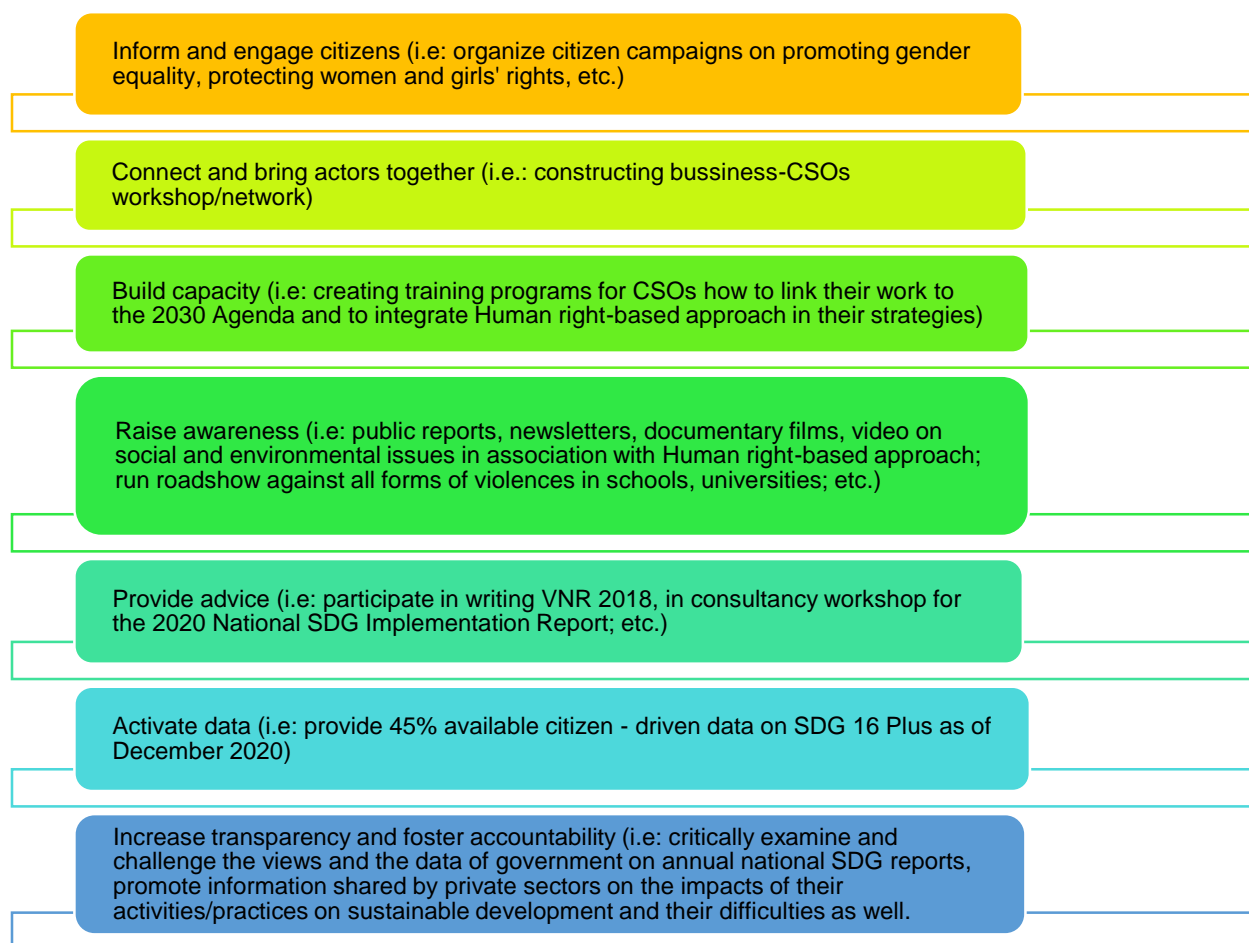 Inform and engage citizens (i.e: organize citizen campaigns on promoting gender
equality, protecting women and girls' rights, etc.)
Connect and bring actors together (i.e.: constructing bussiness-CSOs
workshop/network)
Build capacity (i.e: creating training programs for CSOs how to link their work to
the 2030 Agenda and to integrate Human right-based approach in their strategies)
Raise awareness (i.e: public reports, newsletters, documentary films, video on
social and environmental issues in association with Human right-based approach;
run roadshow against all forms of violences in schools, universities; etc.)
Provide advice (i.e: participate in writing VNR 2018, in consultancy workshop for
the 2020 National SDG Implementation Report; etc.)
Activate data (i.e: provide 45% available citizen - driven data on SDG 16 Plus as of
December 2020)
Increase transparency and foster accountability (i.e: critically examine and
challenge the views and the data of government on annual national SDG reports,
promote information shared by private sectors on the impacts of their
activities/practices on sustainable development and their difficulties as well.